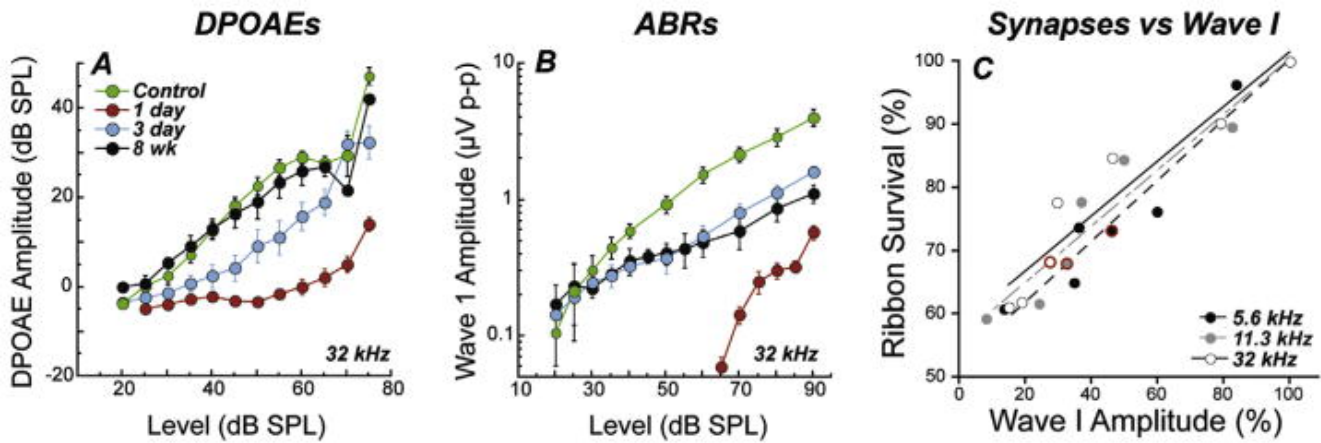 DPOAEs
ABRs
Synapses vs Wave I
A
Control
1 day
3 day
8 wk
DPOAE Amplitude (dB SPL)
40
20
0
-20
20 40 60 80
32 kHz
Level (dB SPL)
B
Wave 1 Amplitude (µV p-p)
10
1
0.1
10 30 50 70 90
32 kHz
Level (dB SPL)
C
Ribbon Survival (%)
100
90
80
70
60
50
0 20 40 60 80 100
5.6 kHz
11.3 kHz
32 kHz
Wave I Amplitude (%)